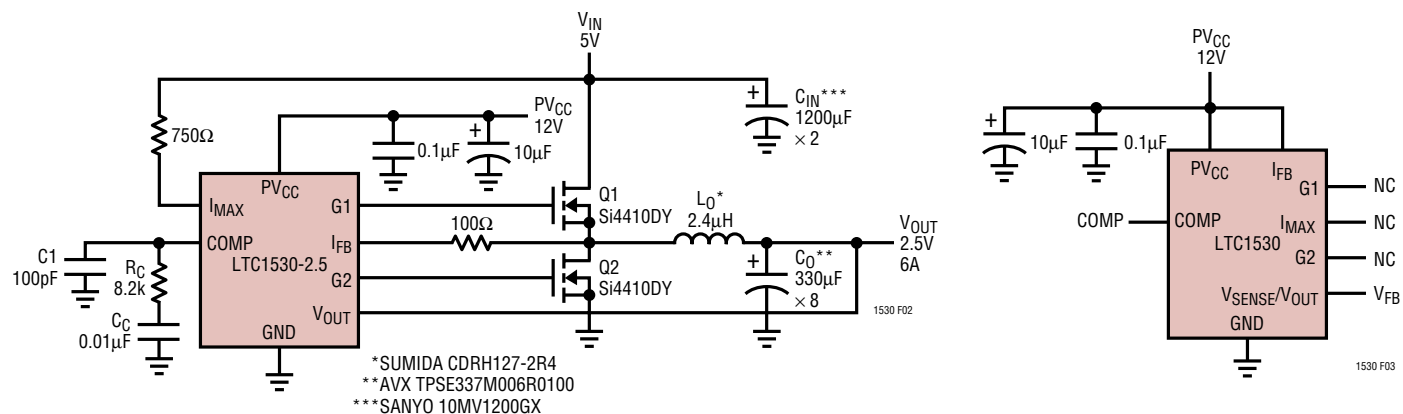 VIN
5V
CIN***
1200µF
× 2
PVCC
12V
750Ω
0.1µF
+
10µF
+
PVCC
IMAX
G1
Q1
Si4410DY
COMP
LTC1530-2.5
IFB
100Ω
LO*
2.4µH
VOUT
2.5V
6A
C1
100pF
RC
8.2k
G2
Q2
Si4410DY
+
CO**
330µF
× 8
CC
0.01µF
VOUT
GND
1530 F02
*SUMIDA CDRH127-2R4
**AVX TPSE337M006R0100
***SANYO 10MV1200GX
PVCC
12V
+
10µF
0.1µF
PVCC
IFB
G1
NC
COMP
COMP
IMAX
NC
LTC1530
G2
NC
VSENSE/VOUT
VFB
GND
1530 F03